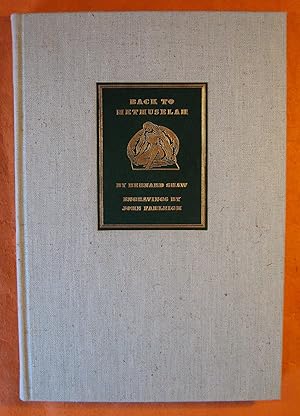 BACK TO
METHUSELAH
BY BERNARD SHAW
ENGRAVINGS BY
JOHN FARLEIGH